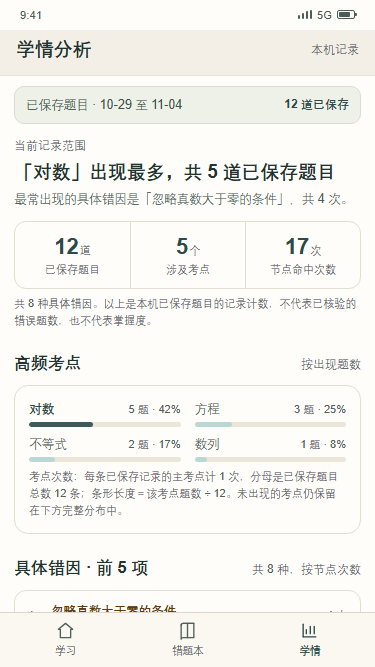 9:41 5G
学情分析 本机记录
已保存题目 · 10-29 至 11-04 12 道已保存
当前记录范围
「对数」出现最多，共 5 道已保存题目
最常出现的具体错因是「忽略真数大于零的条件」，共 4 次。
12道 5个 17次
已保存题目 涉及考点 节点命中次数
共 8 种具体错因。以上是本机已保存题目的记录计数，不代表已核验的
错误题数，也不代表掌握度。
高频考点 按出现题数
对数 5 题 · 42% 方程 3 题 · 25%
不等式 2 题 · 17% 数列 1 题 · 8%
考点次数：每条已保存记录的主考点计 1 次，分母是已保存题目
总数 12 条；条形长度 = 该考点题数 ÷ 12。未出现的考点仍保留
在下方完整分布中。
具体错因 · 前 5 项 共 8 种，按节点次数
忽略真数大于零的条件
学习 错题本 学情